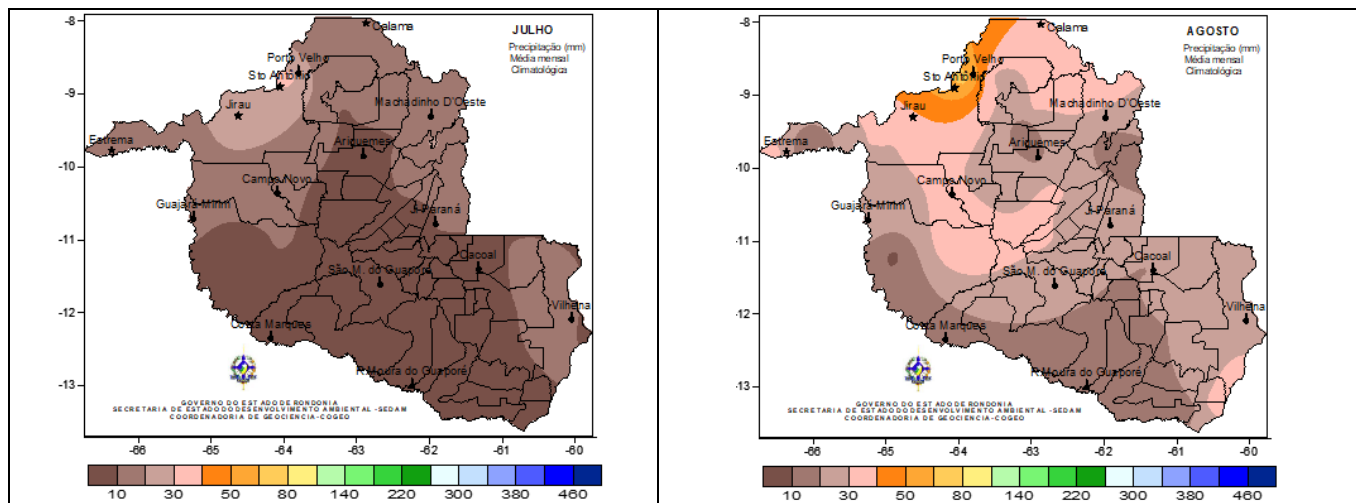 JULHO
Precipitação (mm)
Média mensal
Climatológica
-8
-9
-10
-11
-12
-13
Calama
Porto Velho
Sto Antônio
Jirau
Machadinho D'Oeste
Estrema
Ariquemes
Campo Novo
Guajará-Mirim
Ji-Paraná
Cacoal
São M. do Guaporé
Vilhena
Costa Marques
R.Moura do Guaporé
GOVERNO DO ESTADO DE RONDONIA
SECRETARIA DE ESTADO DO DESENVOLVIMENTO AMBIENTAL -SEDAM
COORDENADORIA DE GEOCIENCIA-COGEO
-66 -65 -64 -63 -62 -61 -60
10 30 50 80 140 220 300 380 460
AGOSTO
Precipitação (mm)
Média mensal
Climatológica
-8
-9
-10
-11
-12
-13
Calama
Porto Velho
Sto Antônio
Jirau
Machadinho D'Oeste
Estrema
Ariquemes
Campo Novo
Guajará-Mirim
Ji-Paraná
Cacoal
São M. do Guaporé
Vilhena
Costa Marques
R.Moura do Guaporé
GOVERNO DO ESTADO DE RONDONIA
SECRETARIA DE ESTADO DO DESENVOLVIMENTO AMBIENTAL -SEDAM
COORDENADORIA DE GEOCIENCIA-COGEO
-66 -65 -64 -63 -62 -61 -60
10 30 50 80 140 220 300 380 460